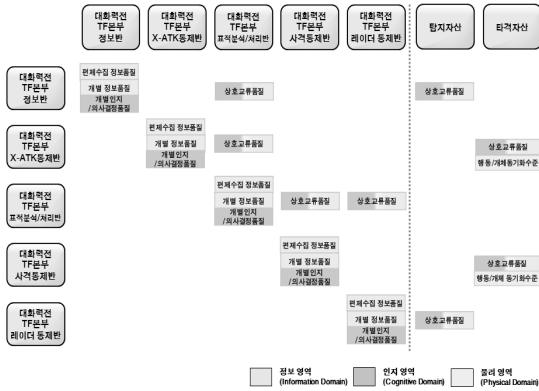 대화력전
TF본부
정보반
대화력전
TF본부
X-ATK동제반
대화력전
TF본부
표적분석/처리반
대화력전
TF본부
사격동제반
대화력전
TF본부
레이더 동제반
탐지자산
타격자산
대화력전
TF본부
정보반
편제수집 정보품질
개별 정보품질
개별인지
/의사결정품질
상호교류품질
상호교류품질
대화력전
TF본부
X-ATK동제반
편제수집 정보품질
개별 정보품질
개별인지
/의사결정품질
상호교류품질
상호교류품질
행동/개체동기화수준
대화력전
TF본부
표적분석/처리반
편제수집 정보품질
개별 정보품질
개별인지
/의사결정품질
상호교류품질
상호교류품질
대화력전
TF본부
사격동제반
편제수집 정보품질
개별 정보품질
개별인지
/의사결정품질
상호교류품질
행동/개체 동기화수준
대화력전
TF본부
레이더 동제반
편제수집 정보품질
개별 정보품질
개별 인지
/의사결정품질
상호교류품질
정보 영역
(Information Domain)
인지 영역
(Cognitive Domain)
물리 영역
(Physical Domain)